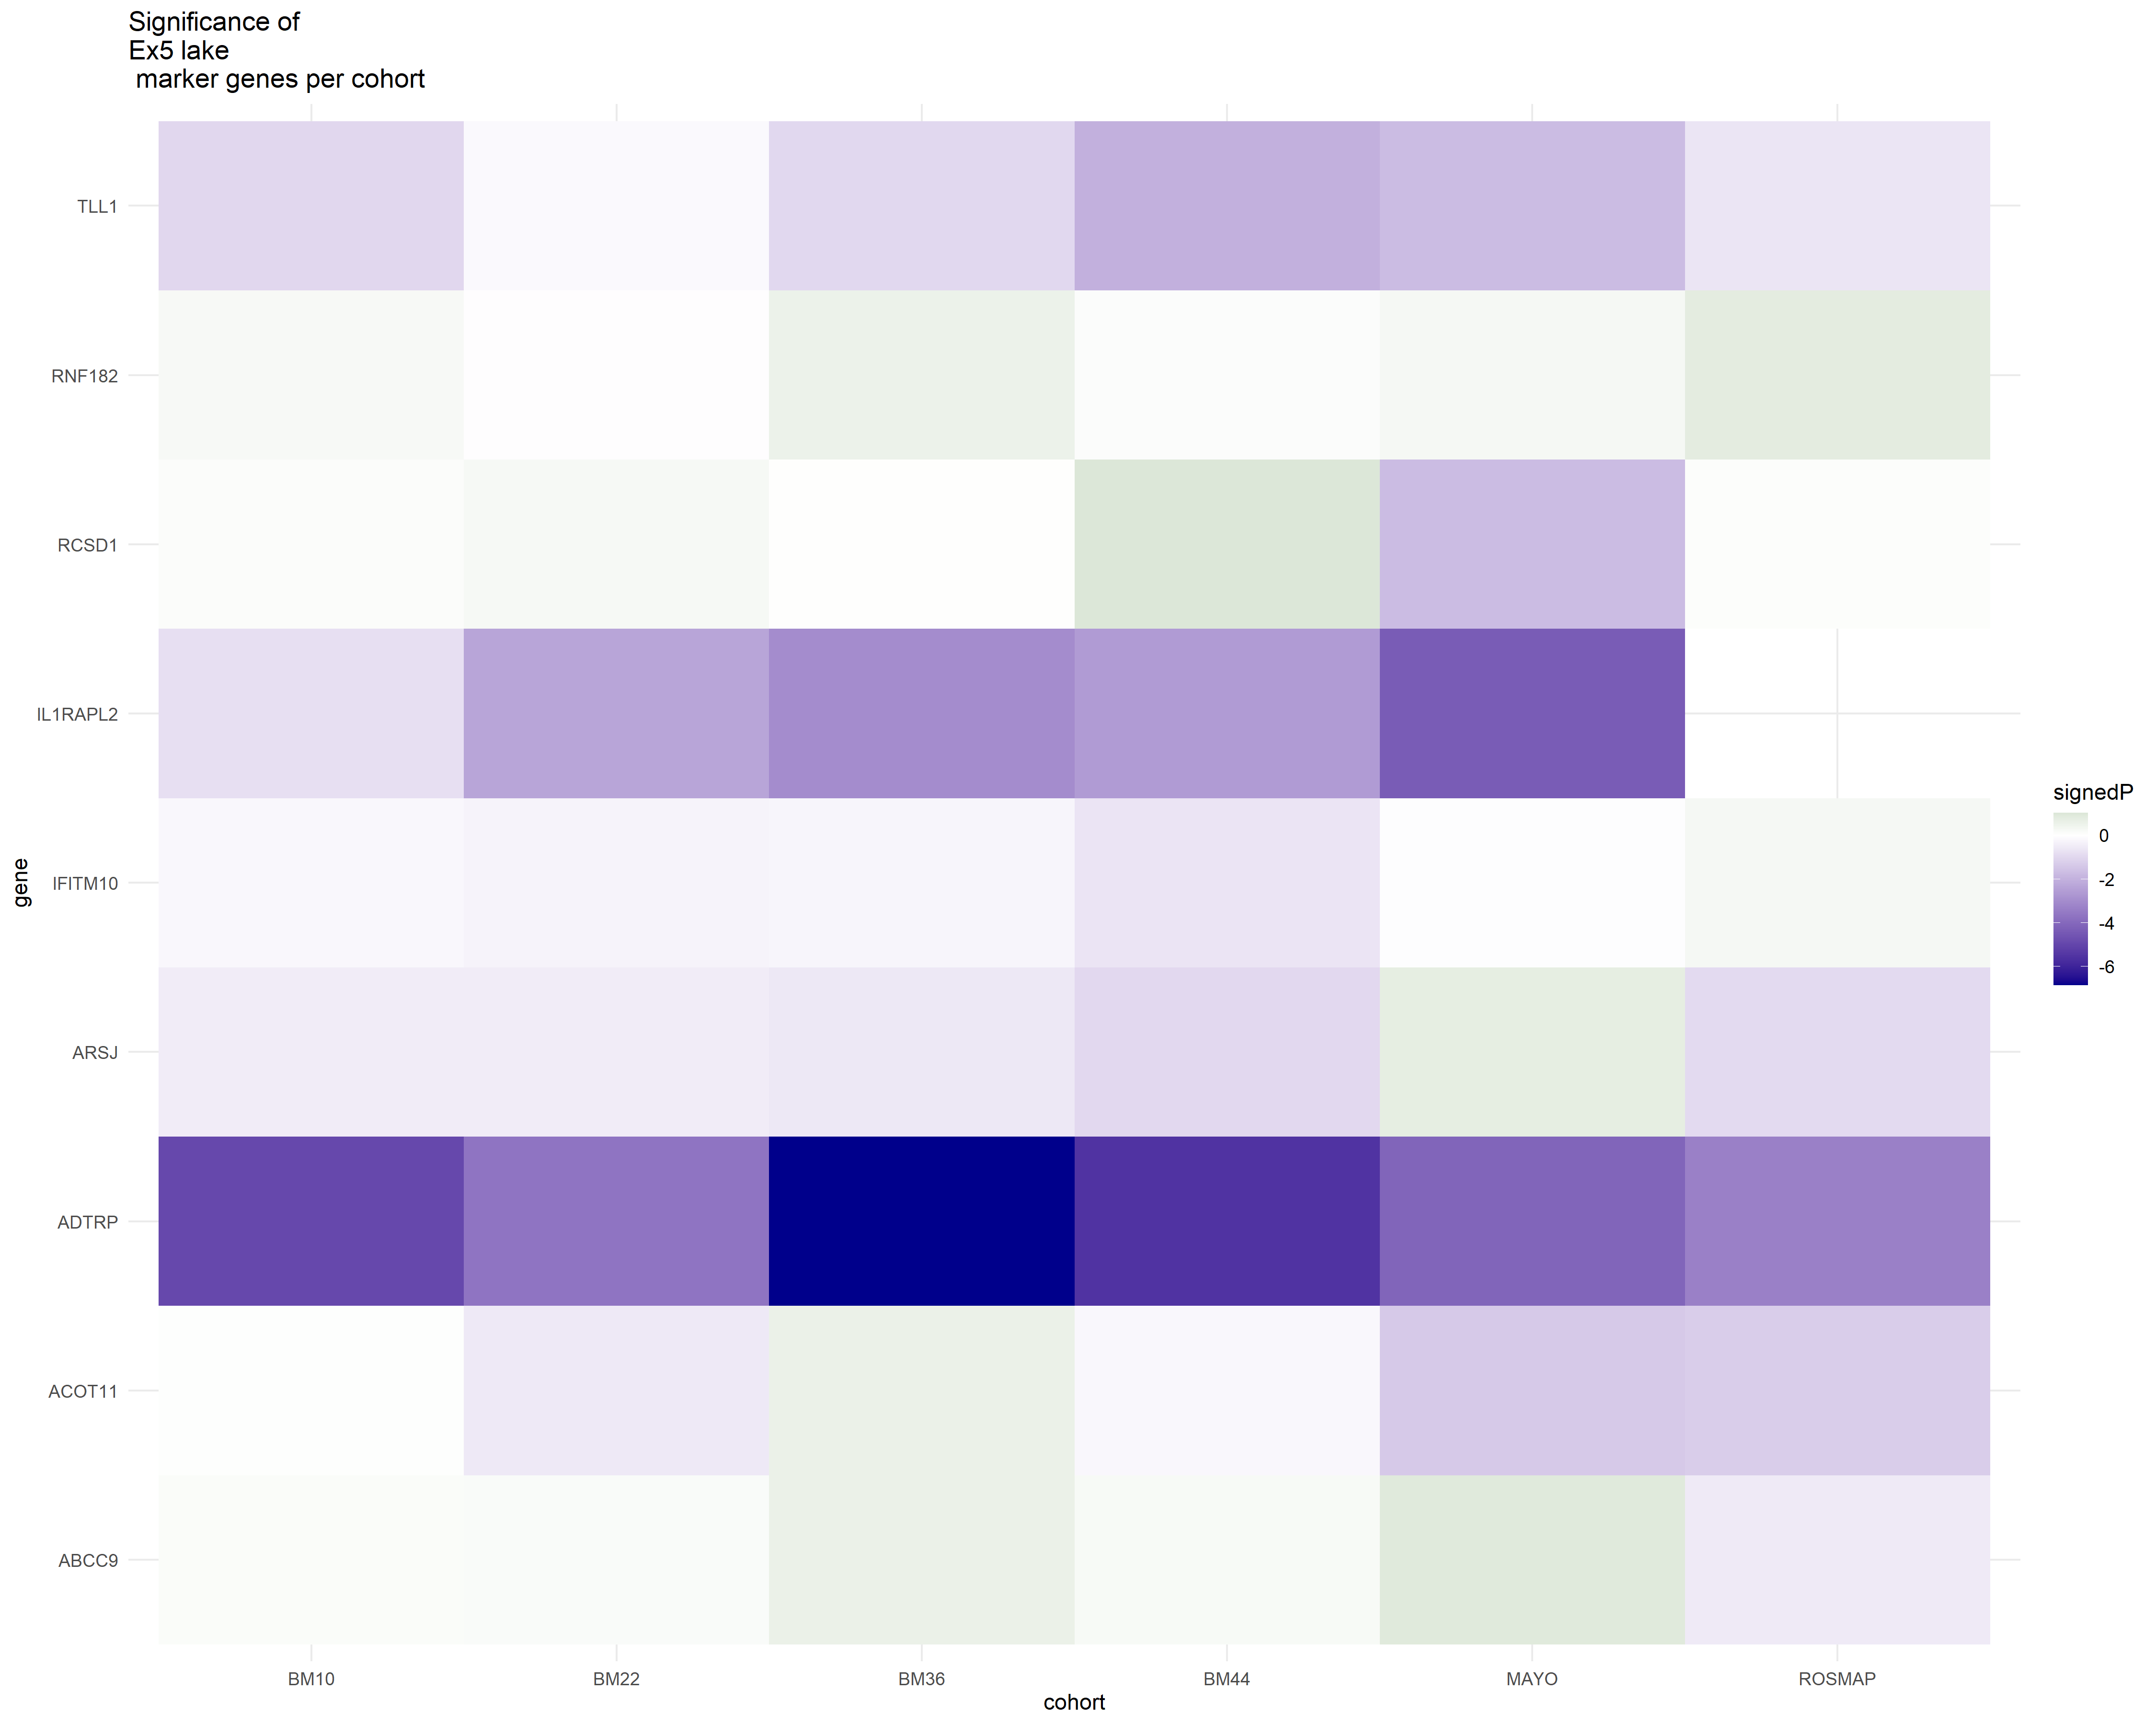 Significance of
Ex5 lake
marker genes per cohort
TLL1
RNF182
RCSD1
IL1RAPL2
IFITM10
ARSJ
ADTRP
ACOT11
ABCC9
gene
BM10
BM22
BM36
BM44
MAYO
ROSMAP
cohort
signedP
0
-2
-4
-6